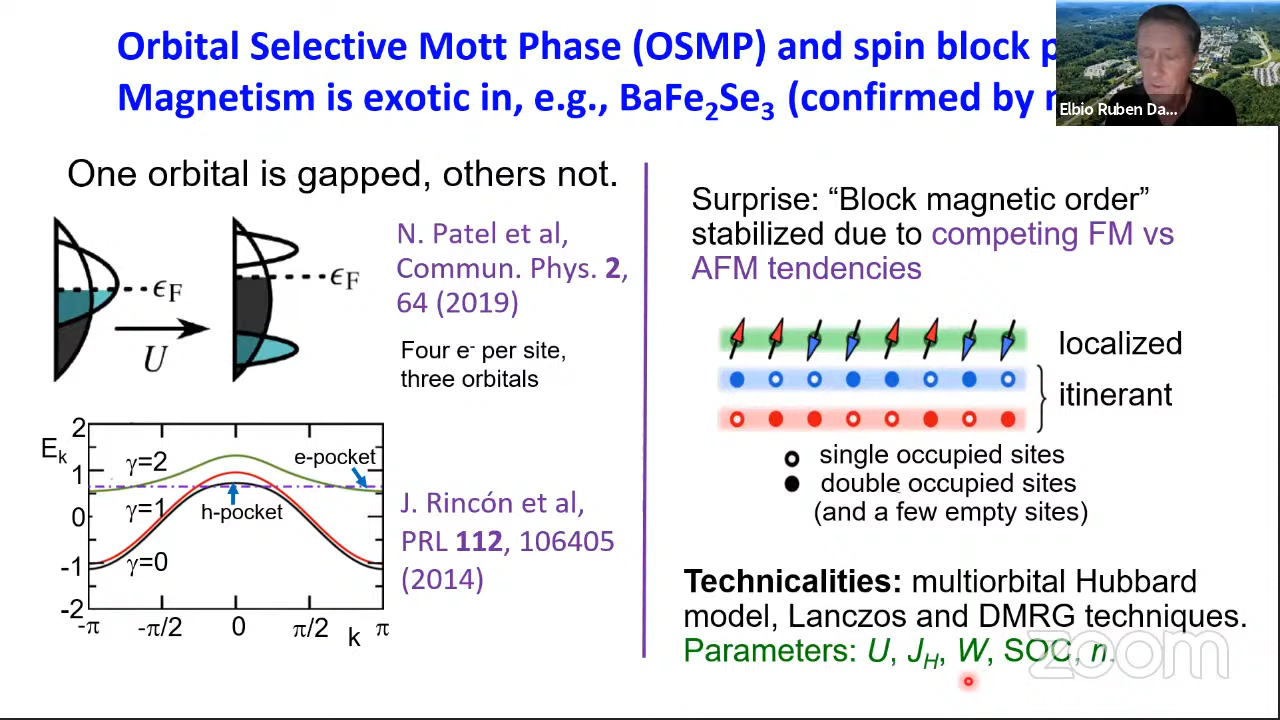 Orbital Selective Mott Phase (OSMP) and spin block
Magnetism is exotic in, e.g., BaFe₂Se₃ (confirmed by
Elbio Ruben Da...
One orbital is gapped, others not.
ϵF
U
ϵF
N. Patel et al,
Commun. Phys. 2,
64 (2019)
Four e⁻ per site,
three orbitals
Ek
2
1
0
-1
-2
γ=2
γ=1
γ=0
e-pocket
h-pocket
-π
-π/2
0
π/2
k
π
J. Rincón et al,
PRL 112, 106405
(2014)
Surprise: “Block magnetic order”
stabilized due to competing FM vs
AFM tendencies
localized
itinerant
single occupied sites
double occupied sites
(and a few empty sites)
Technicalities: multiorbital Hubbard
model, Lanczos and DMRG techniques.
Parameters: U, JH, W, SOC, n.
zoom